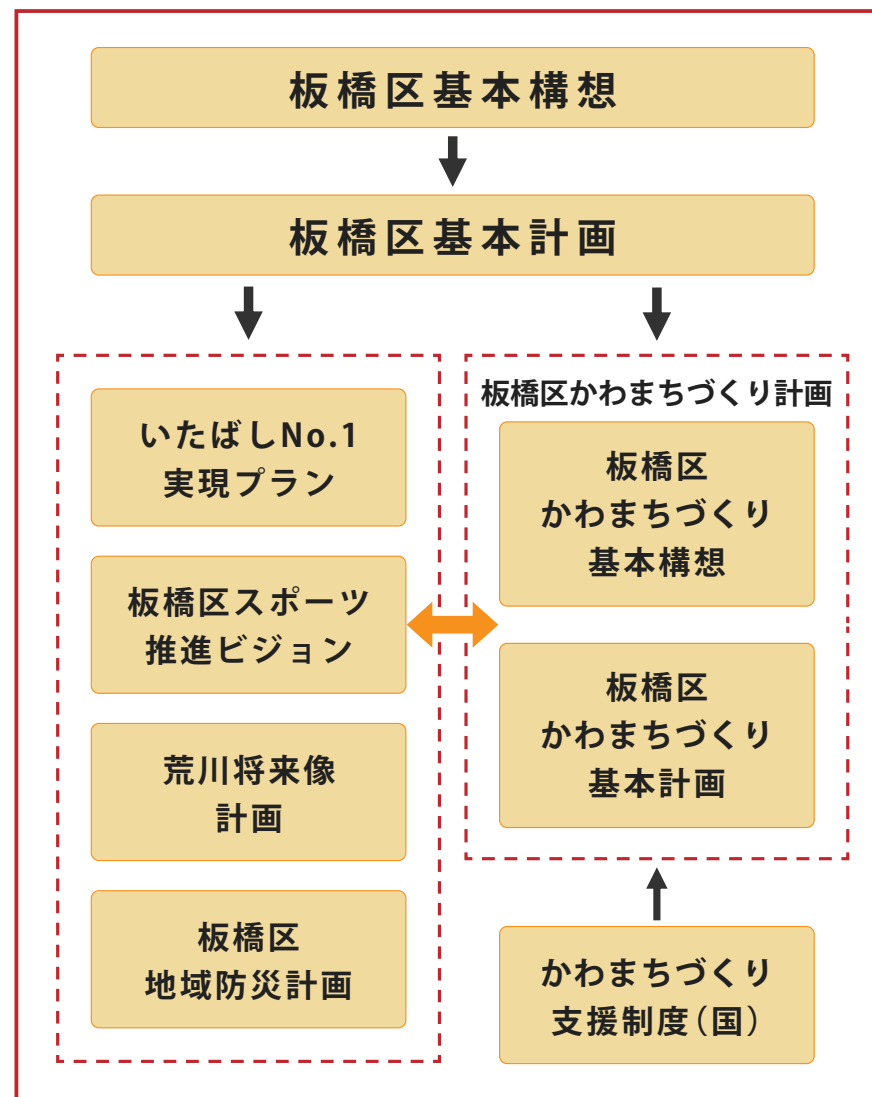 板橋区基本構想
板橋区基本計画
いたばしNo.1
実現プラン
板橋区スポーツ
推進ビジョン
荒川将来像
計画
板橋区
地域防災計画
板橋区かわまちづくり計画
板橋区
かわまちづくり
基本構想
板橋区
かわまちづくり
基本計画
かわまちづくり
支援制度(国)